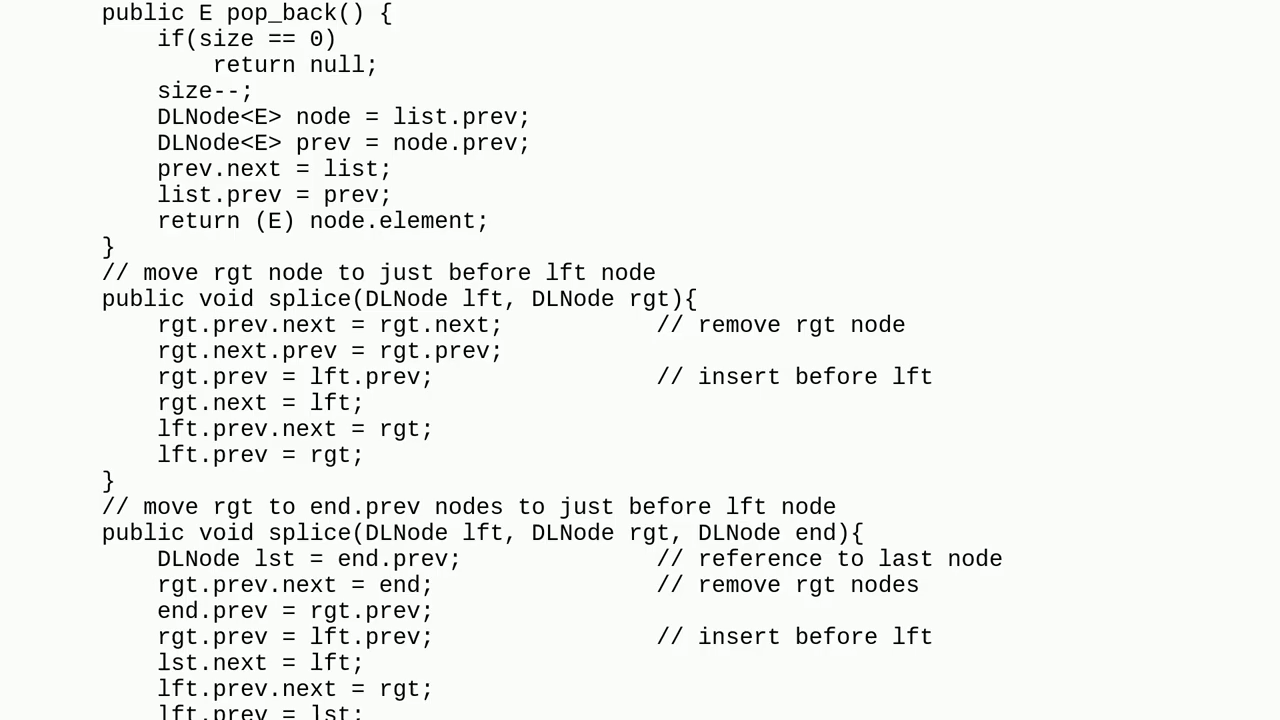 public E pop_back() {
if(size == 0)
return null;
size--;
DLNode<E> node = list.prev;
DLNode<E> prev = node.prev;
prev.next = list;
list.prev = prev;
return (E) node.element;
}
// move rgt node to just before lft node
public void splice(DLNode lft, DLNode rgt){
rgt.prev.next = rgt.next; // remove rgt node
rgt.next.prev = rgt.prev;
rgt.prev = lft.prev; // insert before lft
rgt.next = lft;
lft.prev.next = rgt;
lft.prev = rgt;
}
// move rgt to end.prev nodes to just before lft node
public void splice(DLNode lft, DLNode rgt, DLNode end){
DLNode lst = end.prev; // reference to last node
rgt.prev.next = end; // remove rgt nodes
end.prev = rgt.prev;
rgt.prev = lft.prev; // insert before lft
lst.next = lft;
lft.prev.next = rgt;
lft.prev = lst;